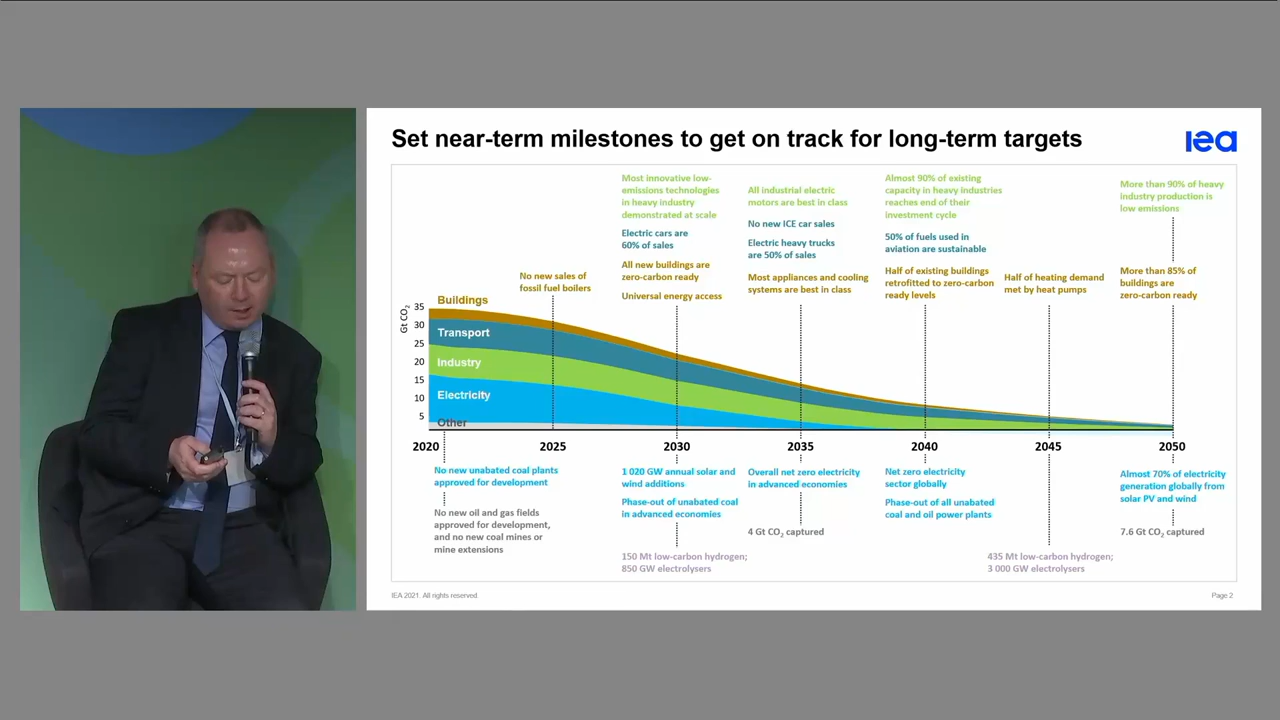 Set near-term milestones to get on track for long-term targets
iea
Most innovative low-
emissions technologies
in heavy industry
demonstrated at scale
Electric cars are
60% of sales
All new buildings are
zero-carbon ready
Universal energy access
No new sales of
fossil fuel boilers
All industrial electric
motors are best in class
No new ICE car sales
Electric heavy trucks
are 50% of sales
Most appliances and cooling
systems are best in class
Almost 90% of existing
capacity in heavy industries
reaches end of their
investment cycle
50% of fuels used in
aviation are sustainable
Half of existing buildings
retrofitted to zero-carbon
ready levels
Half of heating demand
met by heat pumps
More than 90% of heavy
industry production is
low emissions
More than 85% of
buildings are
zero-carbon ready
Gt CO₂
35
30
25
20
15
10
5
Buildings
Transport
Industry
Electricity
Other
2020 2025 2030 2035 2040 2045 2050
No new unabated coal plants
approved for development
No new oil and gas fields
approved for development,
and no new coal mines or
mine extensions
1 020 GW annual solar and
wind additions
Phase-out of unabated coal
in advanced economies
150 Mt low-carbon hydrogen;
850 GW electrolysers
Overall net zero electricity
in advanced economies
4 Gt CO₂ captured
Net zero electricity
sector globally
Phase-out of all unabated
coal and oil power plants
435 Mt low-carbon hydrogen;
3 000 GW electrolysers
Almost 70% of electricity
generation globally from
solar PV and wind
7.6 Gt CO₂ captured
IEA 2021. All rights reserved.
Page 2